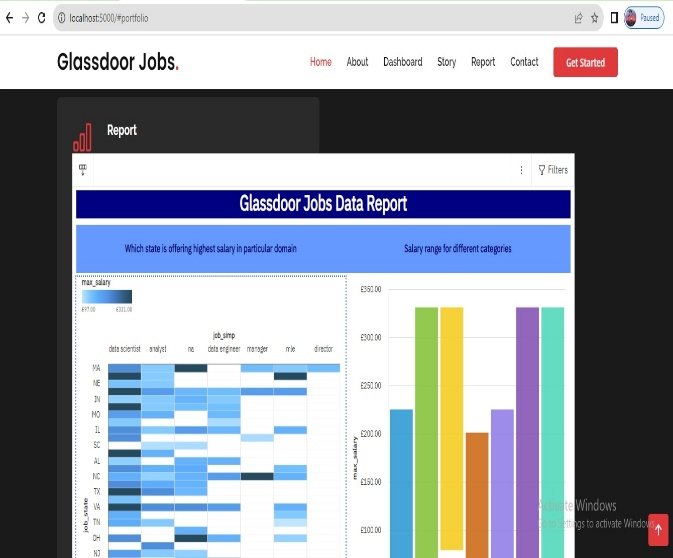 localhost:5000/#portfolio
Paused
Glassdoor Jobs.
Home About Dashboard Story Report Contact Get Started
Report
Filters
Glassdoor Jobs Data Report
Which state is offering highest salary in particular domain
Salary range for different categories
max_salary
£97.00 £321.00
job_simp
data scientist analyst na data engineer manager mle director
MA
NE
IN
MO
IL
SC
AL
NC
TX
VA
TN
OH
NJ
job_state
£350.00
£300.00
£250.00
£200.00
£150.00
£100.00
max_salary
Activate Windows
Go to Settings to activate Windows.